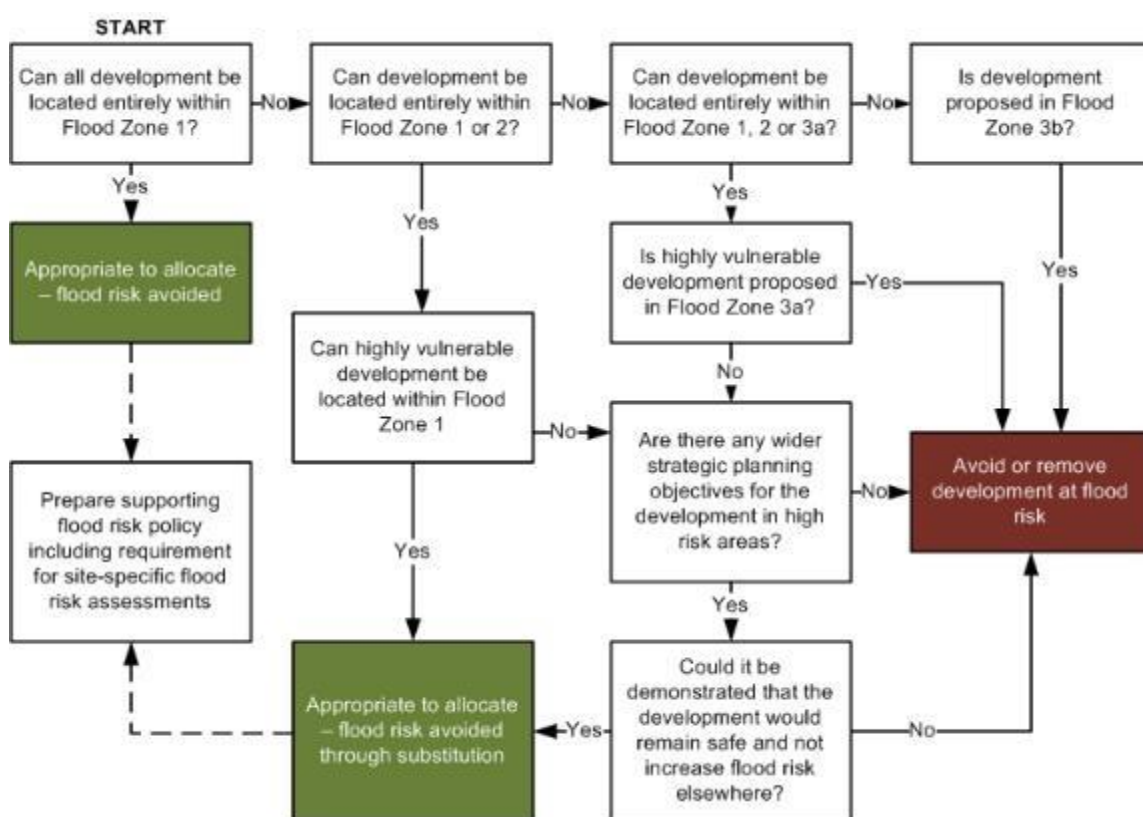 START
Can all development be
located entirely within
Flood Zone 1?
No
Can development be
located entirely within
Flood Zone 1 or 2?
No
Can development be
located entirely within
Flood Zone 1, 2 or 3a?
No
Is development
proposed in Flood
Zone 3b?
Yes
Appropriate to allocate
– flood risk avoided
Yes
Yes
Is highly vulnerable
development proposed
in Flood Zone 3a?
Yes
Yes
Can highly vulnerable
development be
located within Flood
Zone 1
No
No
Are there any wider
strategic planning
objectives for the
development in high
risk areas?
No
Avoid or remove
development at flood
risk
Prepare supporting
flood risk policy
including requirement
for site-specific flood
risk assessments
Yes
Yes
Appropriate to allocate
– flood risk avoided
through substitution
Yes
Could it be
demonstrated that the
development would
remain safe and not
increase flood risk
elsewhere?
No